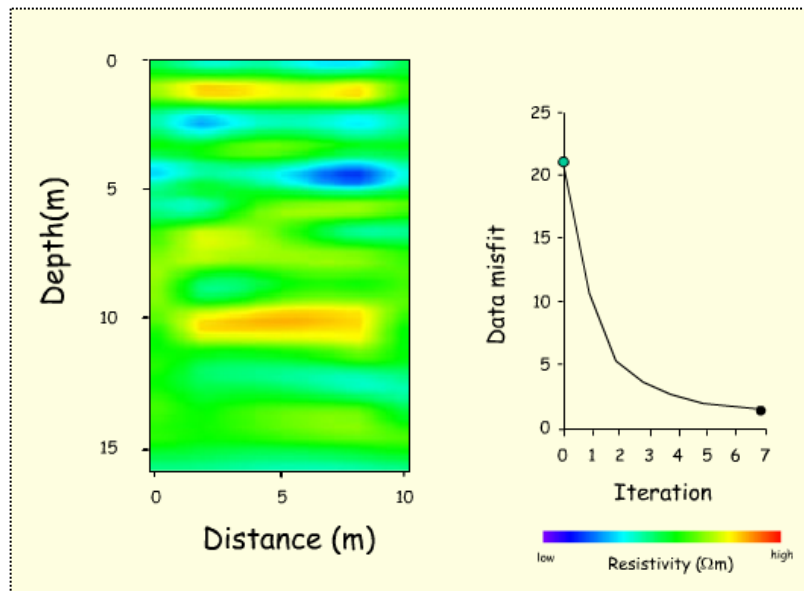 0
5
10
15
Depth(m)
0 5 10
Distance (m)
25
20
15
10
5
0
Data misfit
0 1 2 3 4 5 6 7
Iteration
low high
Resistivity (Ωm)